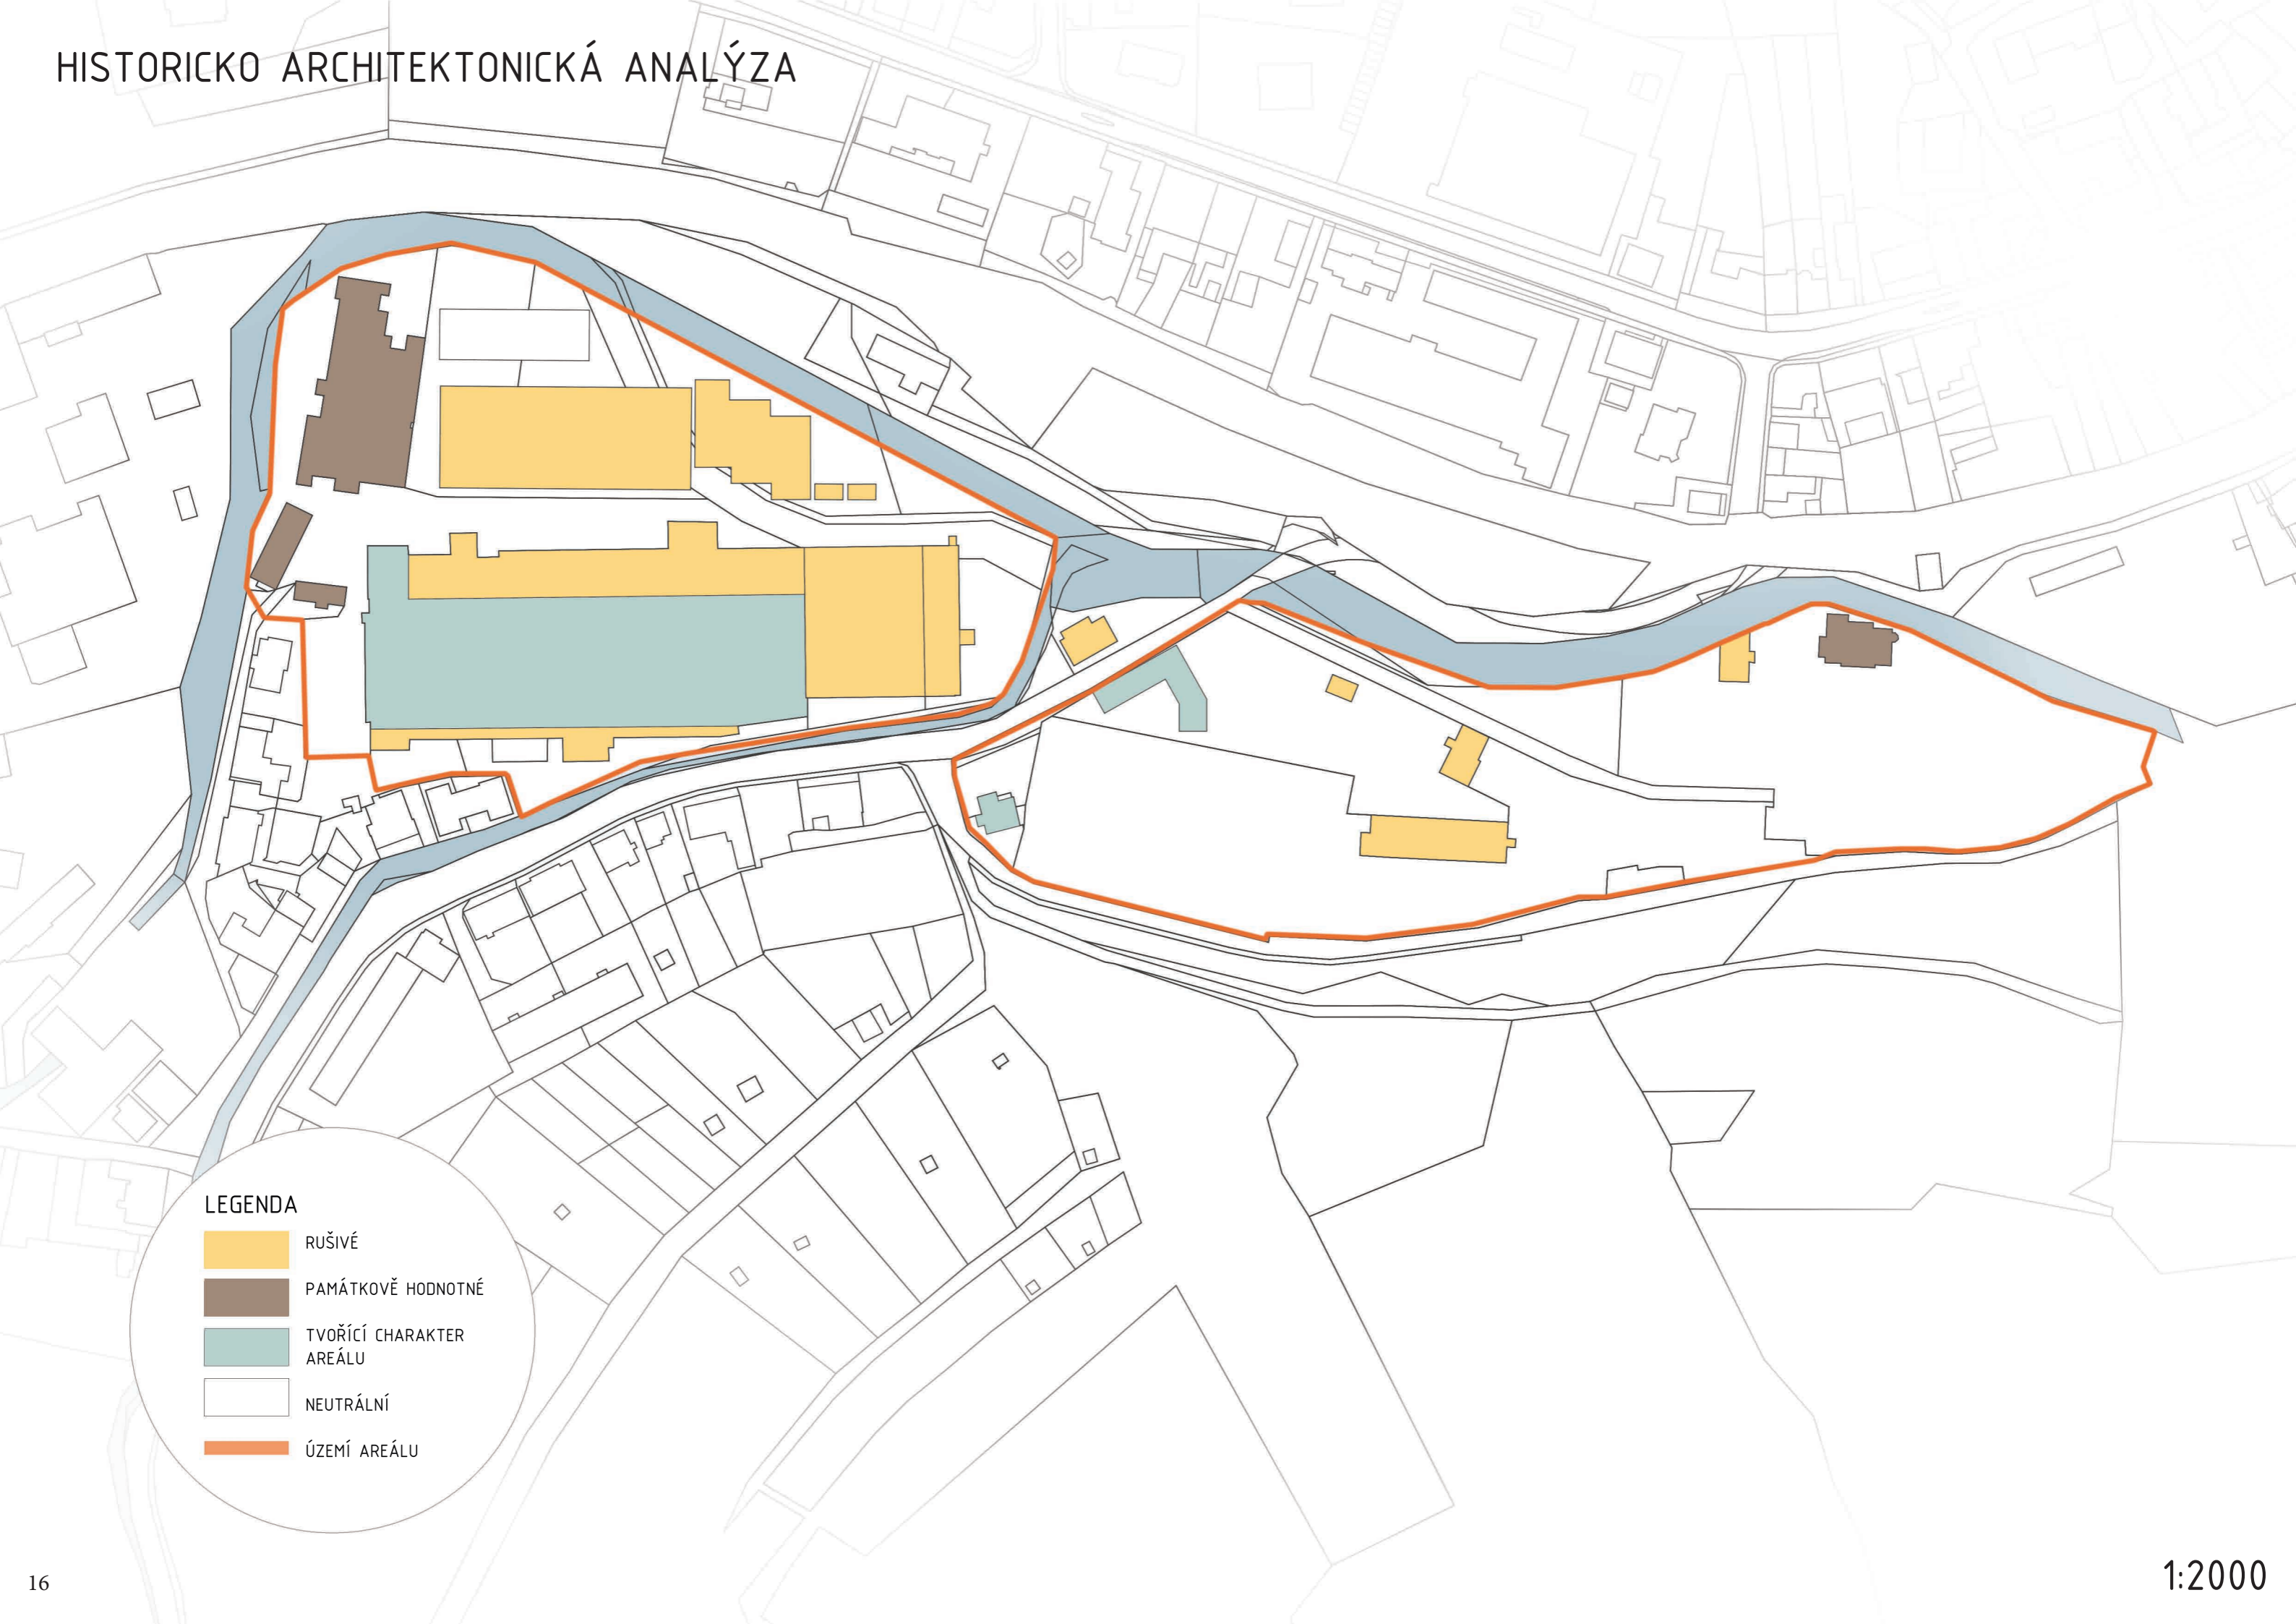 HISTORICKO ARCHITEKTONICKÁ ANALÝZA
LEGENDA
RUŠIVÉ
PAMÁTKOVĚ HODNOTNÉ
TVOŘÍCÍ CHARAKTER
AREÁLU
NEUTRÁLNÍ
ÚZEMÍ AREÁLU
16
1:2000